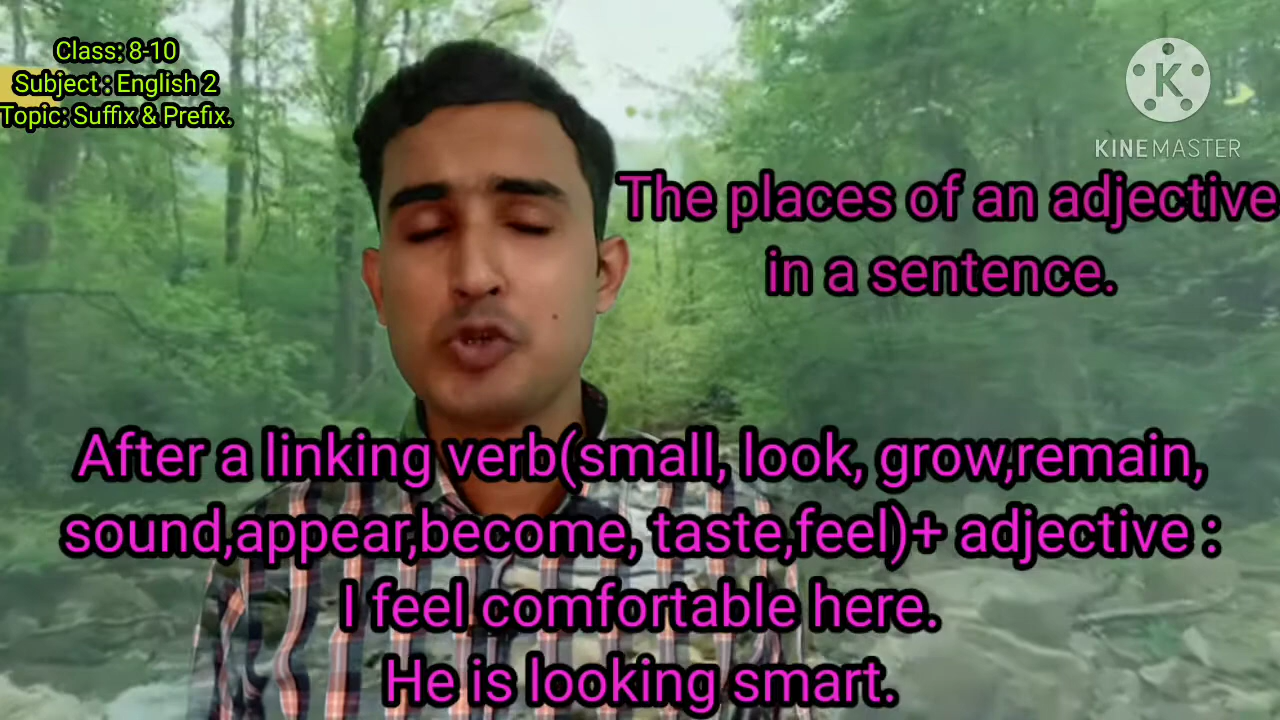 Class: 8-10
Subject : English 2
Topic: Suffix & Prefix.
KINEMASTER
The places of an adjective
in a sentence.
After a linking verb(small, look, grow,remain,
sound,appear,become, taste,feel)+ adjective :
I feel comfortable here.
He is looking smart.